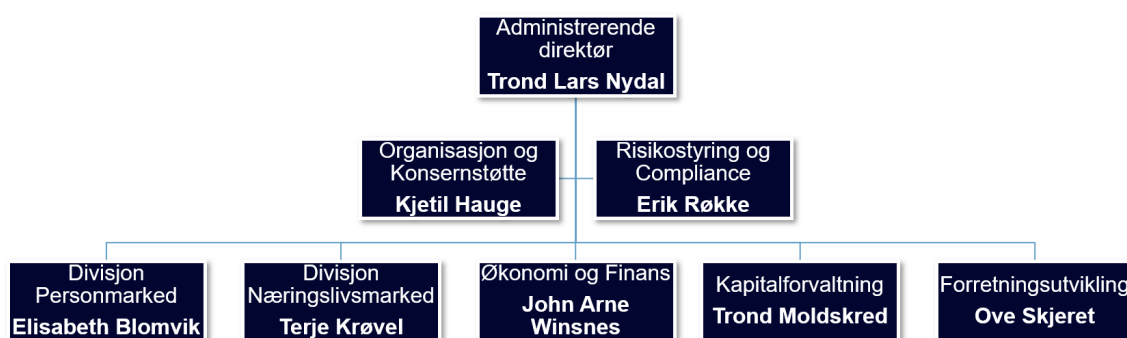 Administrerende
direktør
Trond Lars Nydal
Organisasjon og
Konsernstøtte
Kjetil Hauge
Risikostyring og
Compliance
Erik Røkke
Divisjon
Personmarked
Elisabeth Blomvik
Divisjon
Næringslivsmarked
Terje Krøvel
Økonomi og Finans
John Arne
Winsnes
Kapitalforvaltning
Trond Moldskred
Forretningsutvikling
Ove Skjeret